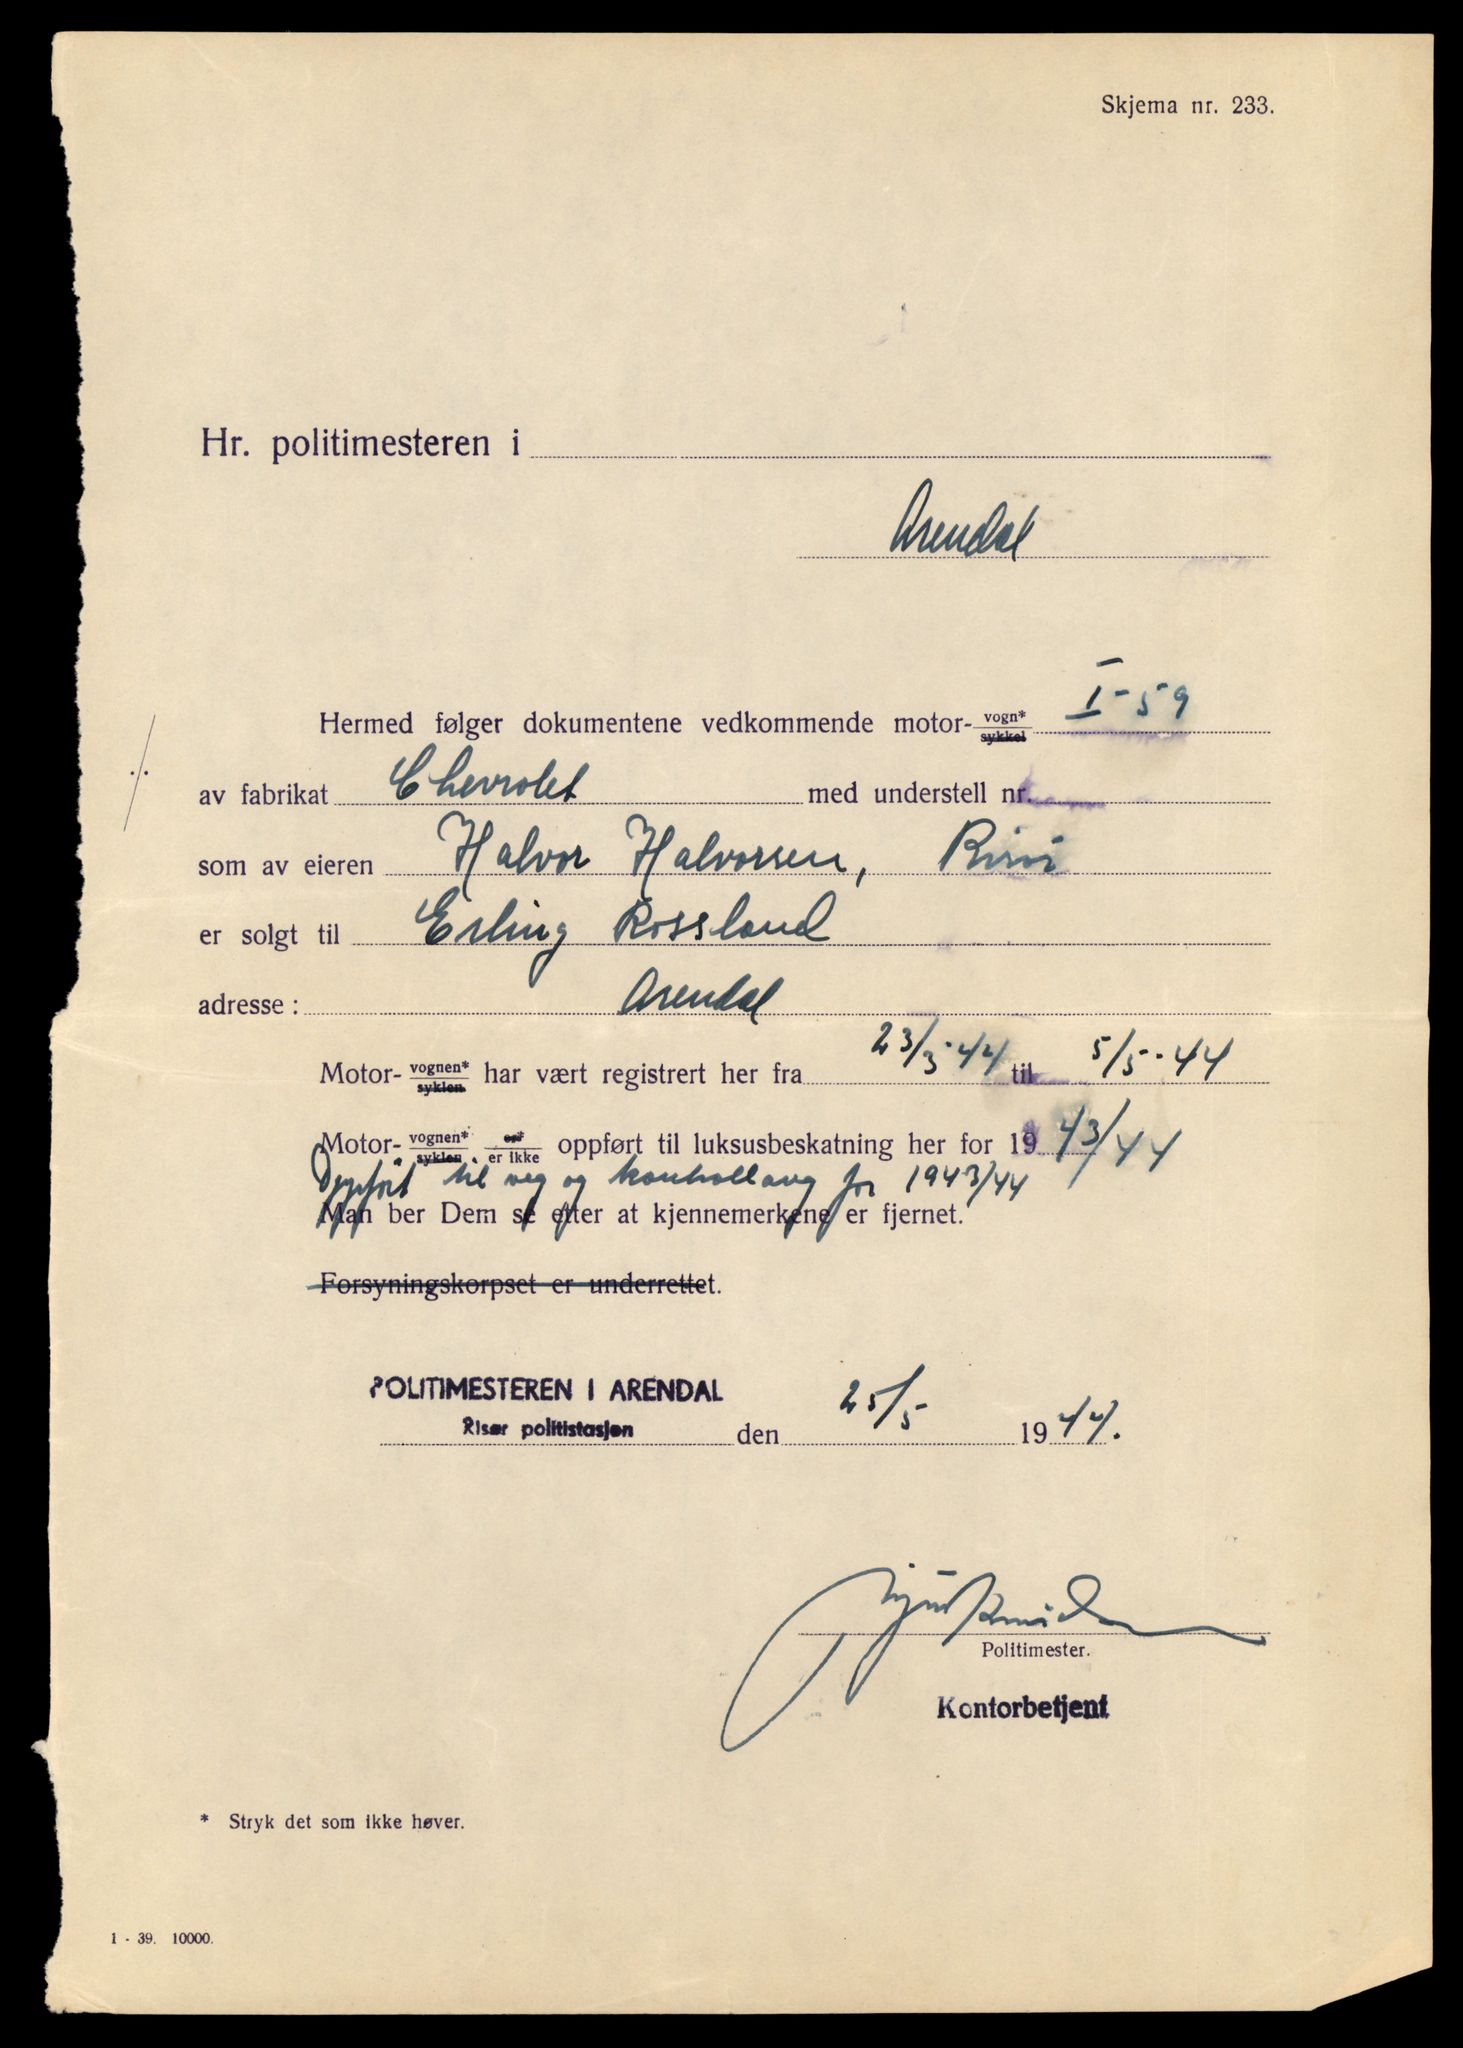 Skjema nr. 233.
Hr. politimesteren i
Arendal
Hermed følger dokumentene vedkommende motor- vogn* sykkel I-59
av fabrikat Chevrolet med understell nr.
som av eieren Halvor Halvorsen, Risør
er solgt til Erling Rossland
adresse: Arendal
Motor- vognen* syklen har vært registrert her fra 23/3-44 til 5/5-44
Motor- vognen* syklen er* er ikke oppført til luksusbeskatning her for 1943/44
Oppført til veg og kontrollavg for 1943/44
Man ber Dem se etter at kjennemerkene er fjernet.
Forsyningskorpset er underrettet.
POLITIMESTEREN I ARENDAL
Risør politistasjon den 25/5 1944.
Politimester.
Kontorbetjent
* Stryk det som ikke høver.
1 - 39. 10000.